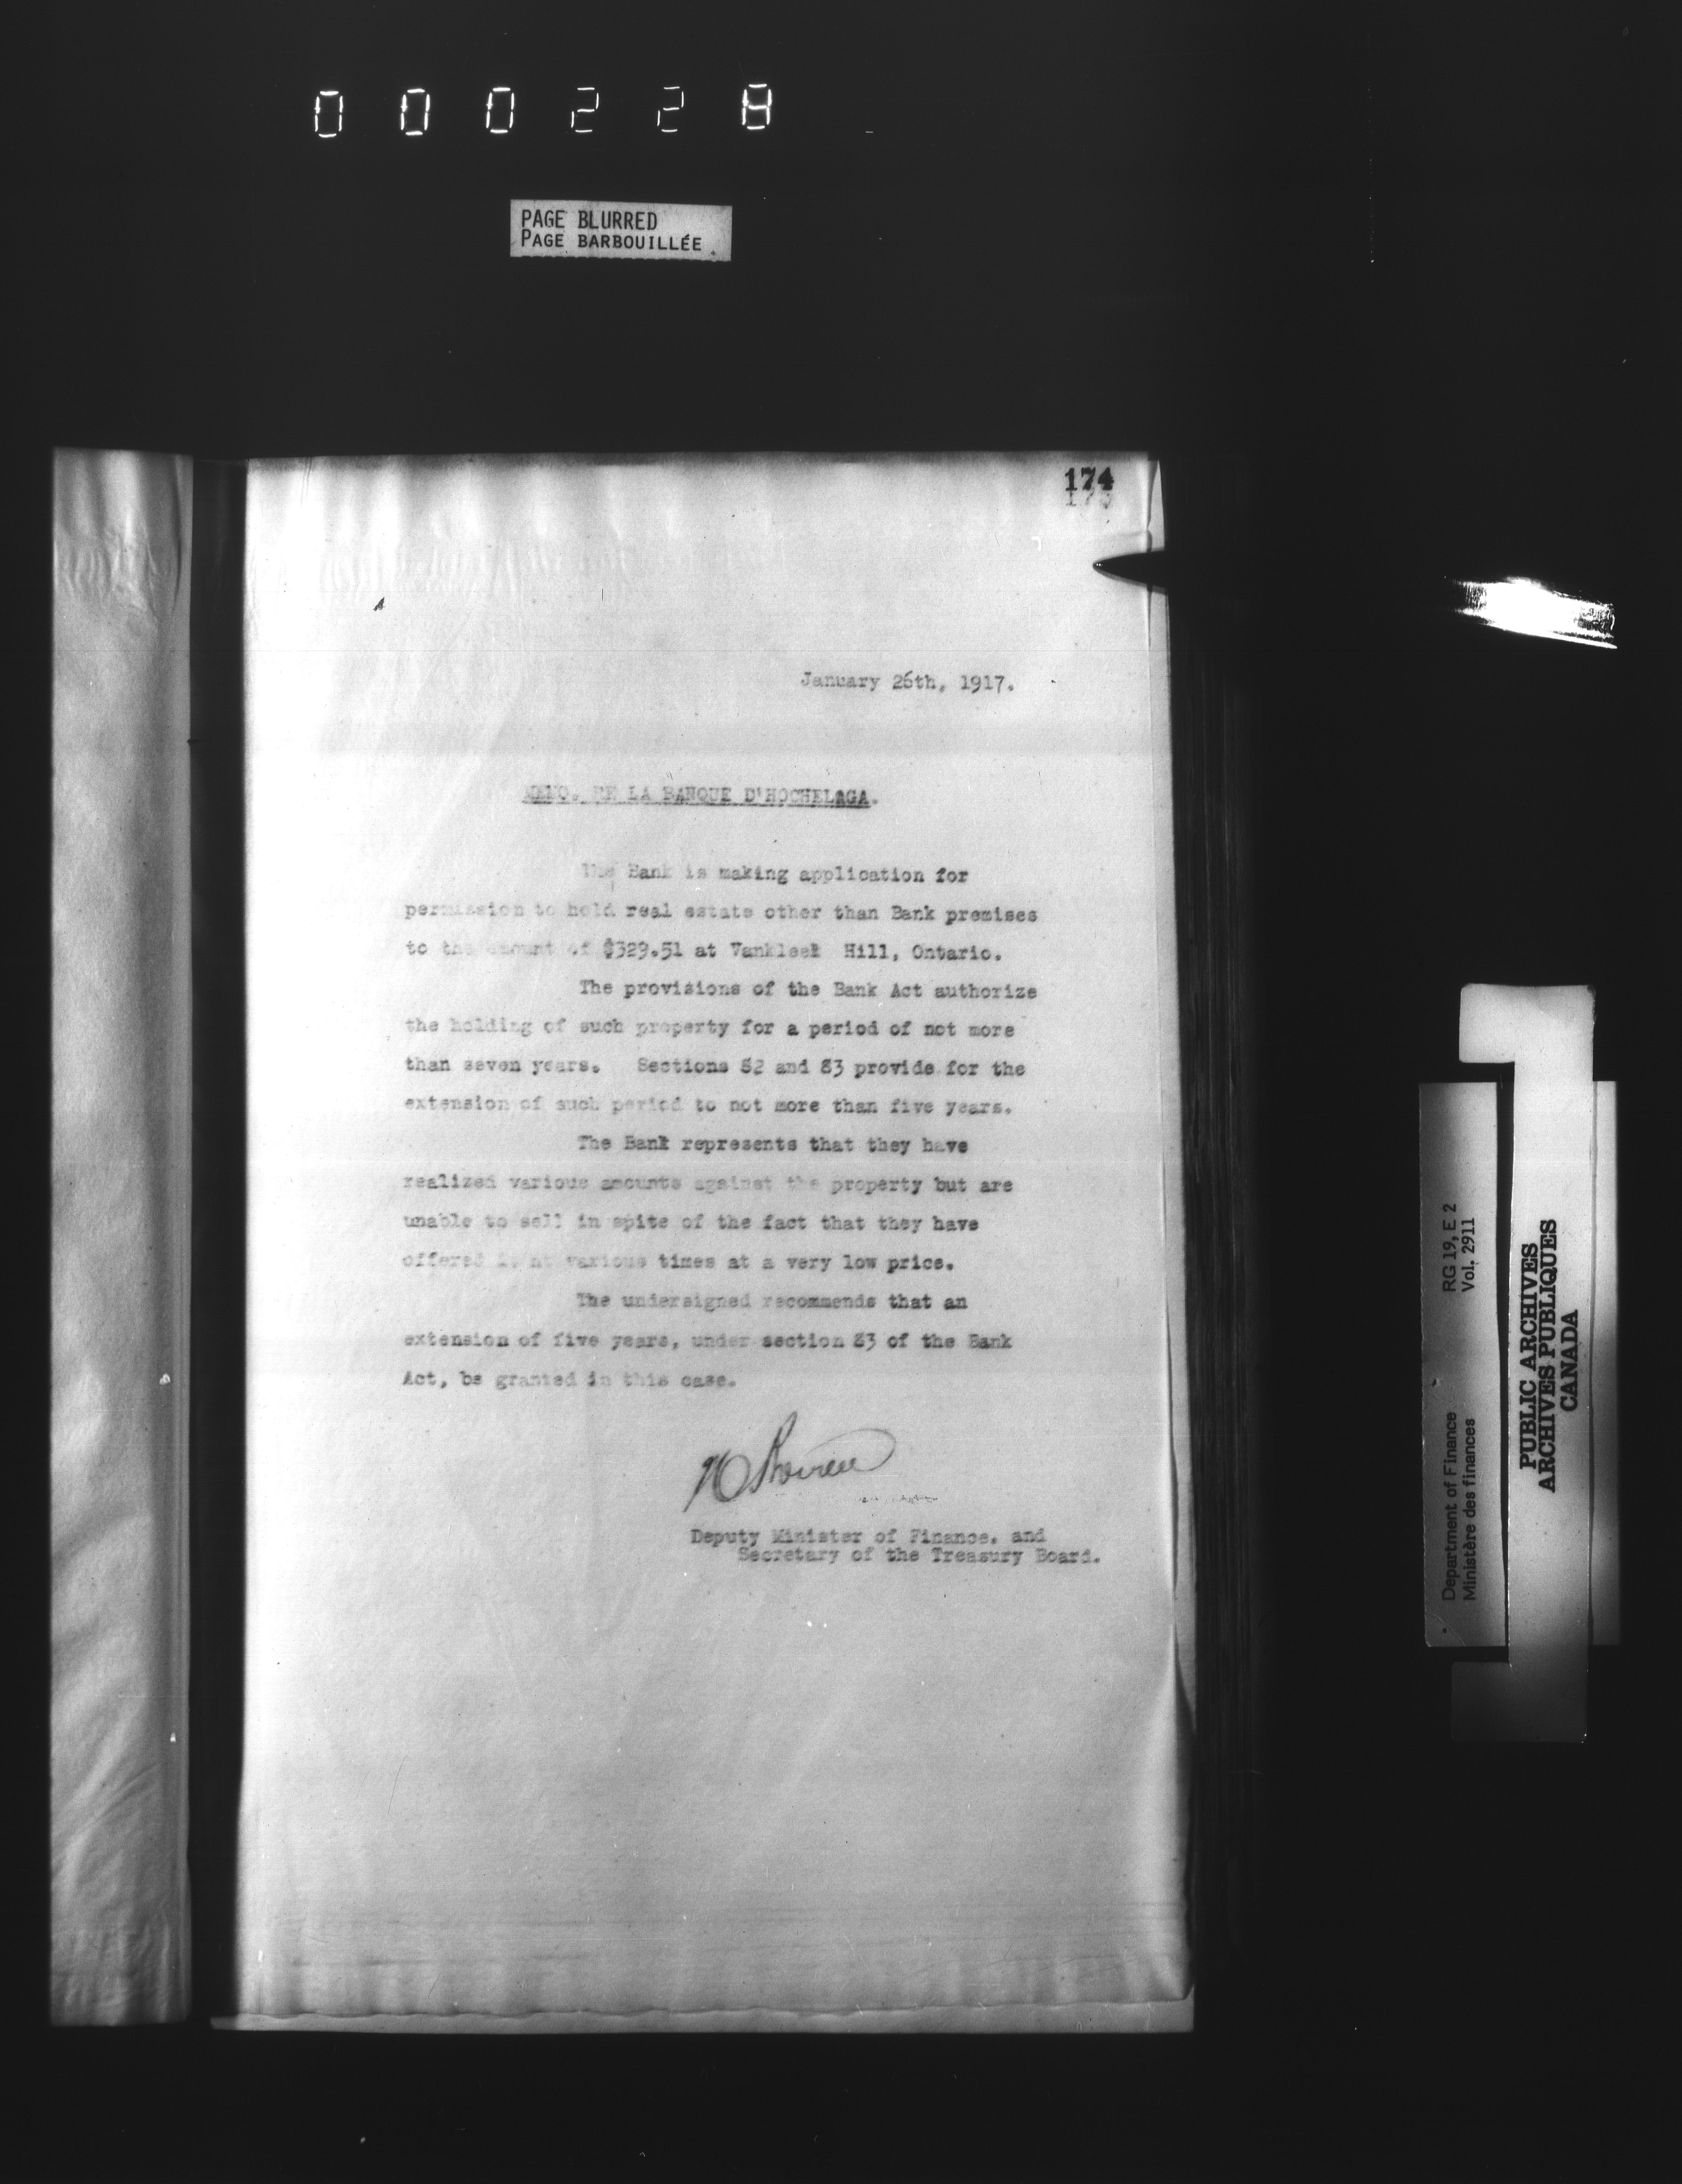 000228
PAGE BLURRED
PAGE BARBOUILLÉE
174
January 26th, 1917.
MEMO. RE LA BANQUE D'HOCHELAGA.
The Bank is making application for
permission to hold real estate other than Bank premises
to the amount of $329.51 at Vankleek Hill, Ontario.
The provisions of the Bank Act authorize
the holding of such property for a period of not more
than seven years. Sections 82 and 83 provide for the
extension of such period to not more than five years.
The Bank represents that they have
realized various amounts against the property but are
unable to sell in spite of the fact that they have
offered it at various times at a very low price.
The undersigned recommends that an
extension of five years, under section 83 of the Bank
Act, be granted in this case.
Deputy Minister of Finance. and
Secretary of the Treasury Board.
RG 19, E 2
Vol. 2911
Department of Finance
Ministère des finances
PUBLIC ARCHIVES
ARCHIVES PUBLIQUES
CANADA